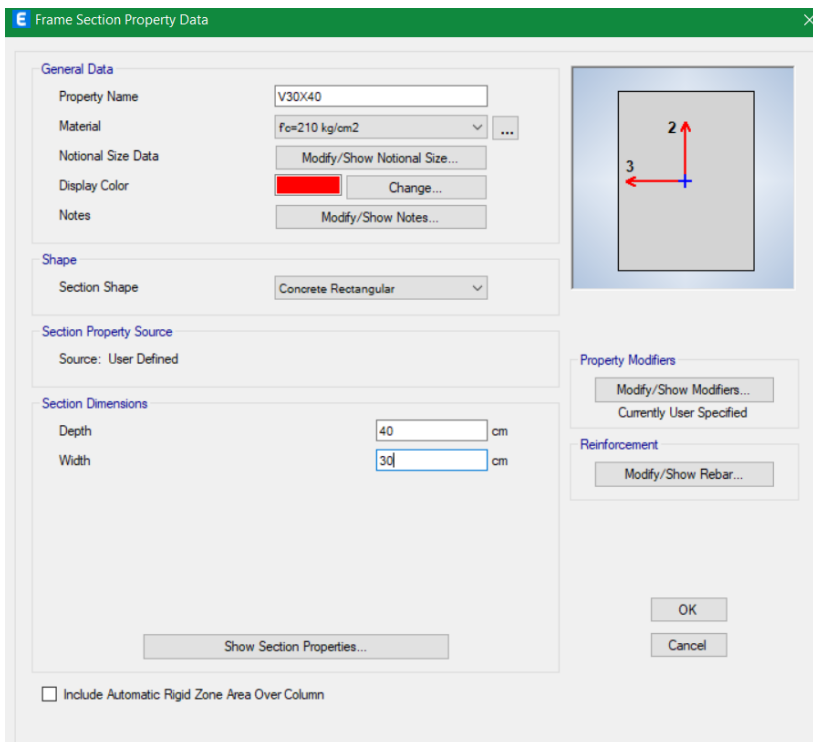 E Frame Section Property Data
General Data
Property Name V30X40
Material f'c=210 kg/cm2 ...
Notional Size Data Modify/Show Notional Size...
Display Color Change...
Notes Modify/Show Notes...
2
3
Shape
Section Shape Concrete Rectangular
Section Property Source
Source: User Defined
Property Modifiers
Modify/Show Modifiers...
Currently User Specified
Section Dimensions
Depth 40 cm
Width 30 cm
Reinforcement
Modify/Show Rebar...
OK
Show Section Properties...
Cancel
Include Automatic Rigid Zone Area Over Column